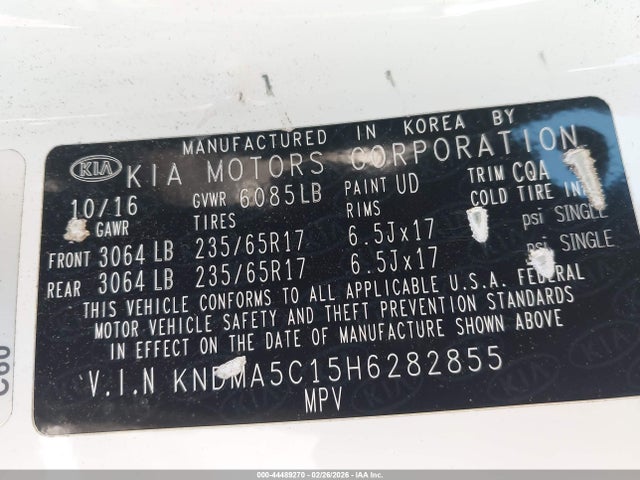 MANUFACTURED IN KOREA BY
KIA KIA MOTORS CORPORATION
10/16 GVWR 6085LB PAINT UD TRIM CQA
GAWR TIRES RIMS COLD TIRE
FRONT 3064 LB 235/65R17 6.5Jx17 psi SINGLE
REAR 3064 LB 235/65R17 6.5Jx17 psi SINGLE
THIS VEHICLE CONFORMS TO ALL APPLICABLE U.S.A. FEDERAL
MOTOR VEHICLE SAFETY AND THEFT PREVENTION STANDARDS
IN EFFECT ON THE DATE OF MANUFACTURE SHOWN ABOVE
V.I.N KNDMA5C15H6282855
MPV
000-44489270 - 02/26/2026 - IAAI.com